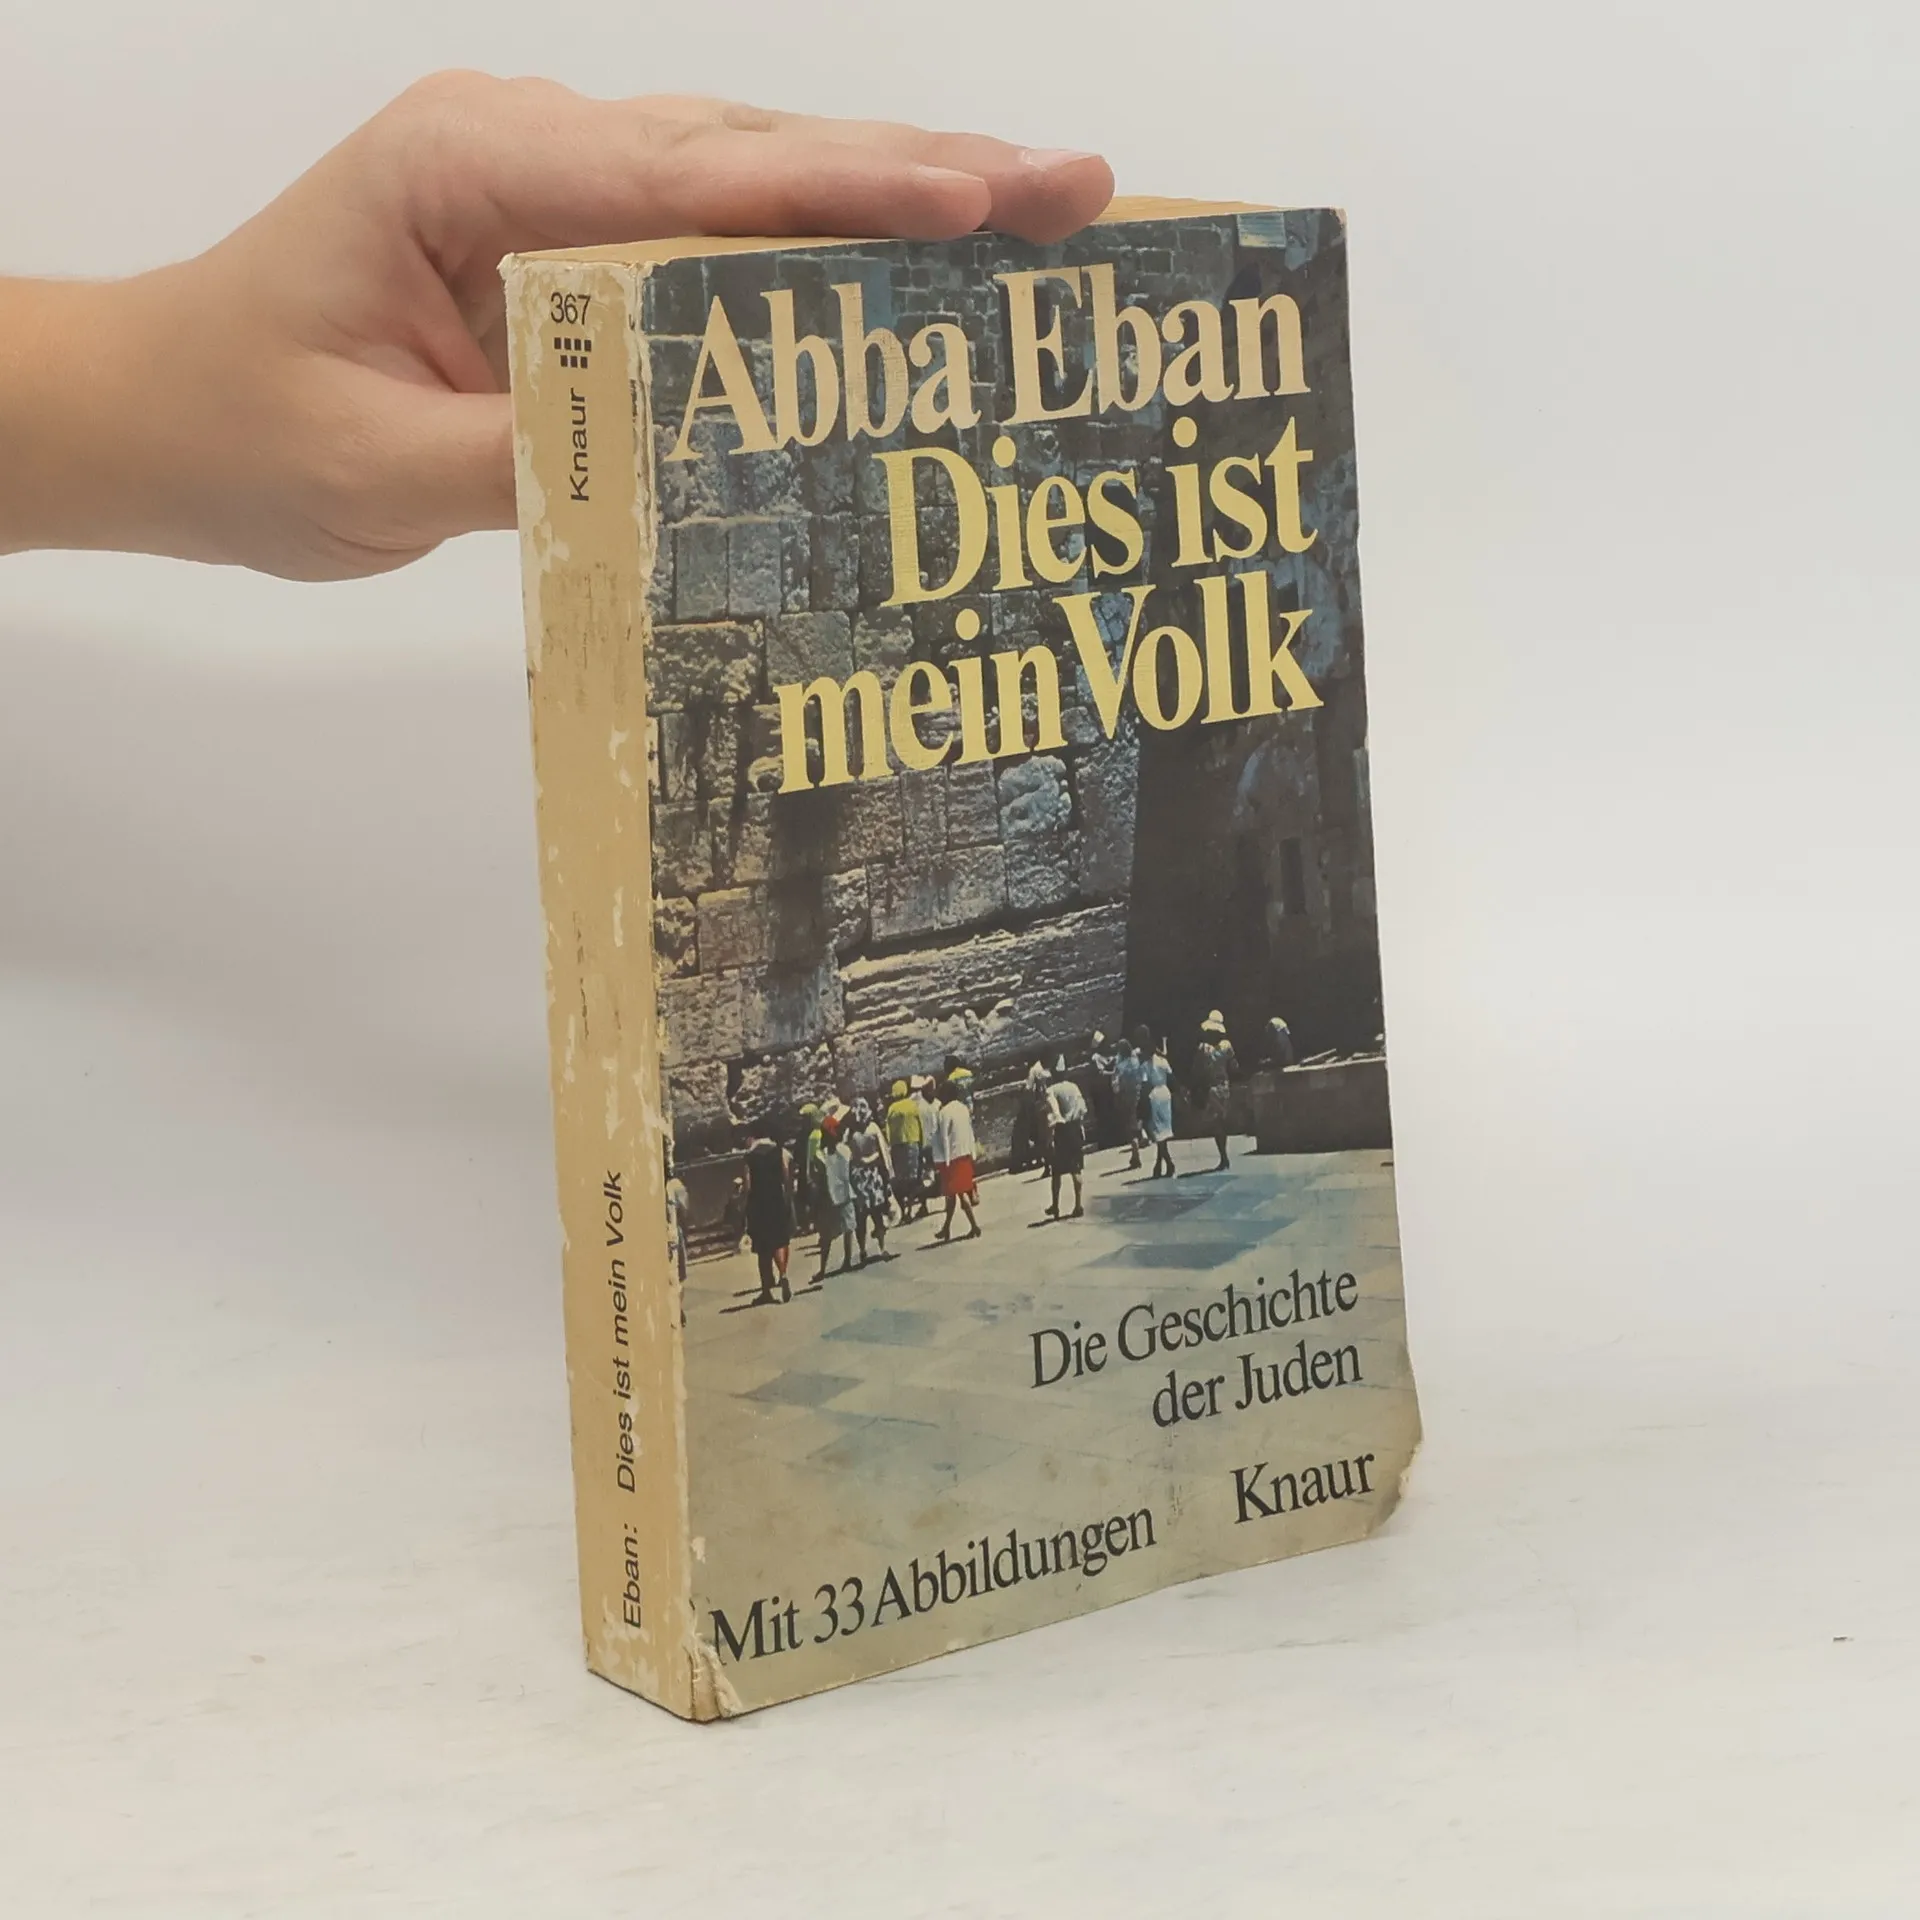 367
Knaur
Eban: Dies ist mein Volk
Abba Eban
Dies ist
mein Volk
Die Geschichte
der Juden
Knaur
Mit 33 Abbildungen